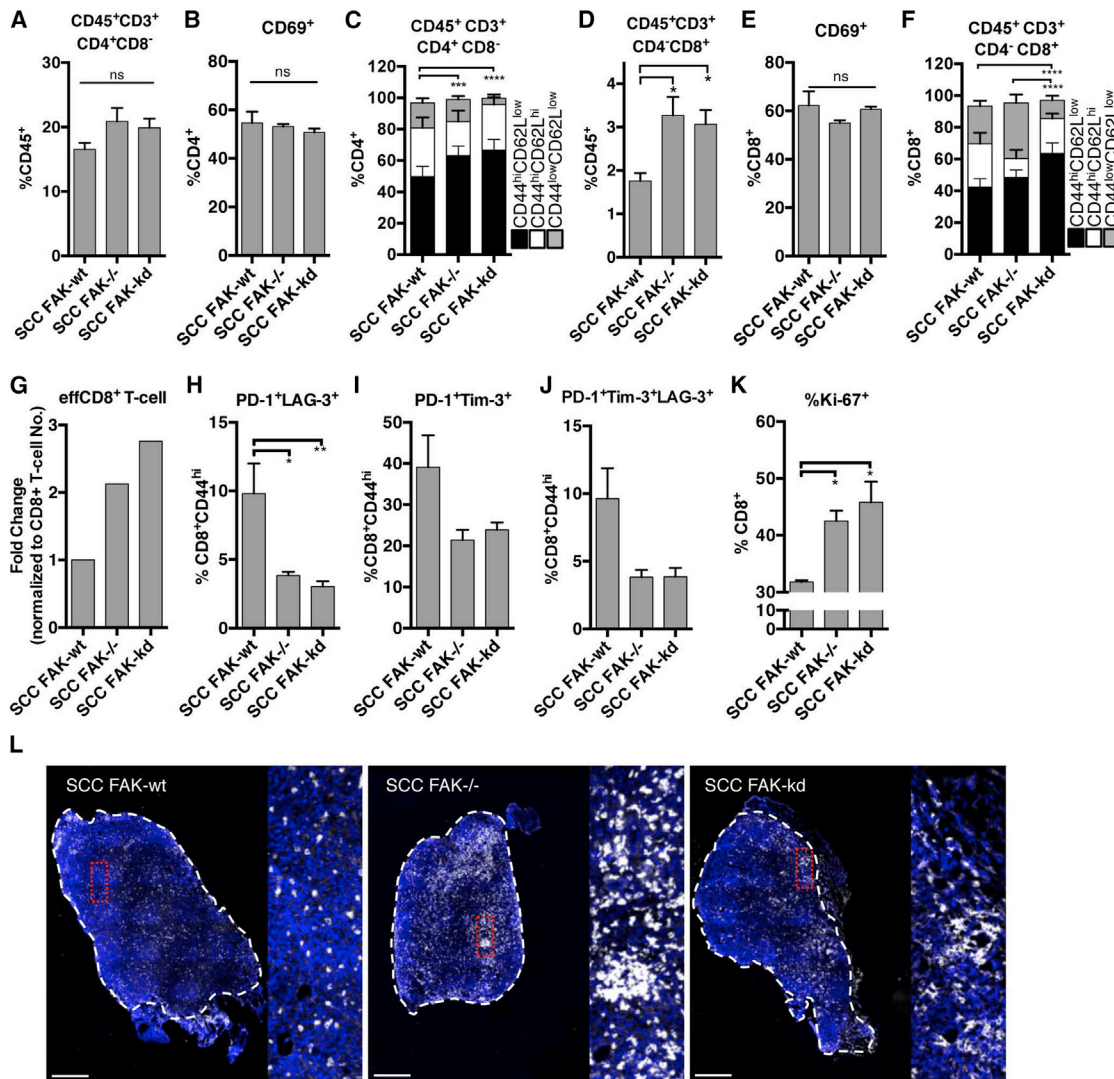 A
CD45⁺CD3⁺
CD4⁺CD8⁻
ns
%CD45⁺
30
20
10
0
SCC FAK-wt
SCC FAK-/-
SCC FAK-kd
B
CD69⁺
ns
%CD4⁺
80
60
40
20
0
SCC FAK-wt
SCC FAK-/-
SCC FAK-kd
C
CD45⁺ CD3⁺
CD4⁺ CD8⁻
*** ****
%CD4⁺
120
100
80
60
40
20
0
SCC FAK-wt
SCC FAK-/-
SCC FAK-kd
CD44hiCD62Llow
CD44hiCD62Lhi
CD44lowCD62Llow
D
CD45⁺CD3⁺
CD4⁻CD8⁺
* *
%CD45⁺
4
3
2
1
0
SCC FAK-wt
SCC FAK-/-
SCC FAK-kd
E
CD69⁺
ns
%CD8⁺
80
60
40
20
0
SCC FAK-wt
SCC FAK-/-
SCC FAK-kd
F
CD45⁺ CD3⁺
CD4⁻ CD8⁺
****
****
%CD8⁺
120
100
80
60
40
20
0
SCC FAK-wt
SCC FAK-/-
SCC FAK-kd
CD44hiCD62Llow
CD44hiCD62Lhi
CD44lowCD62Llow
G
effCD8⁺ T-cell
Fold Change
(normalized to CD8+ T-cell No.)
3
2
1
0
SCC FAK-wt
SCC FAK-/-
SCC FAK-kd
H
PD-1⁺LAG-3⁺
* **
% CD8⁺CD44hi
15
10
5
0
SCC FAK-wt
SCC FAK-/-
SCC FAK-kd
I
PD-1⁺Tim-3⁺
%CD8⁺CD44hi
50
40
30
20
10
0
SCC FAK-wt
SCC FAK-/-
SCC FAK-kd
J
PD-1⁺Tim-3⁺LAG-3⁺
%CD8⁺CD44hi
15
10
5
0
SCC FAK-wt
SCC FAK-/-
SCC FAK-kd
K
%Ki-67⁺
* *
% CD8⁺
60
50
40
30
10
0
SCC FAK-wt
SCC FAK-/-
SCC FAK-kd
L
SCC FAK-wt
SCC FAK-/-
SCC FAK-kd